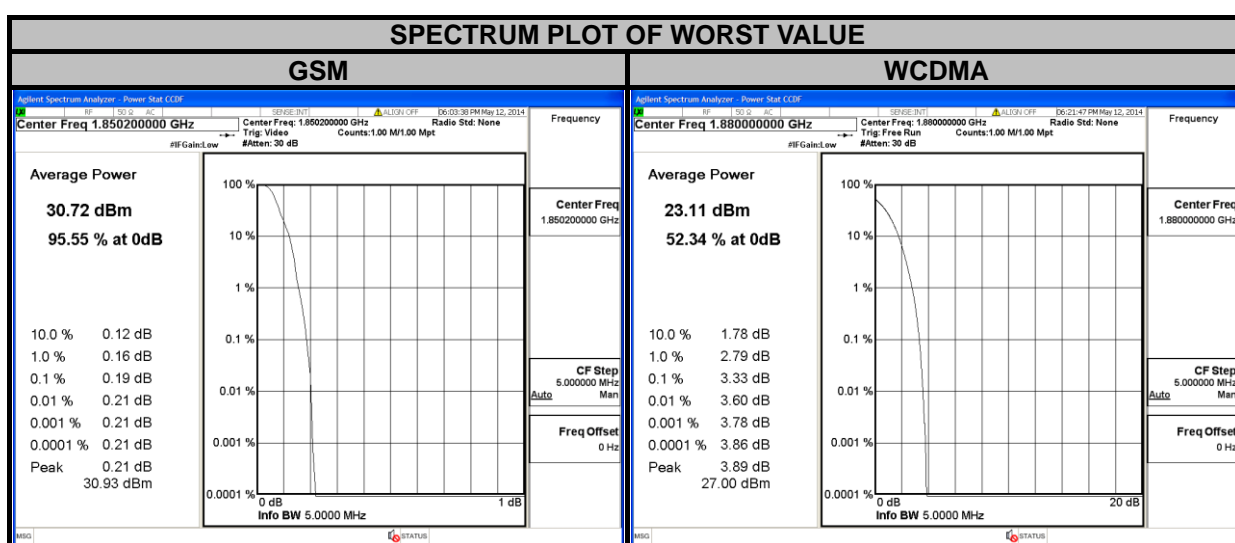 SPECTRUM PLOT OF WORST VALUE
GSM
WCDMA
Agilent Spectrum Analyzer - Power Stat CCDF
RF 50 Ω AC SENSE:INT ALIGN OFF 06:03:38 PM May 12, 2014
Center Freq 1.850200000 GHz
Center Freq: 1.850200000 GHz Radio Std: None
Trig: Video Counts:1.00 M/1.00 Mpt
#IFGain:Low #Atten: 30 dB
Frequency
Average Power
30.72 dBm
95.55 % at 0dB
10.0 % 0.12 dB
1.0 % 0.16 dB
0.1 % 0.19 dB
0.01 % 0.21 dB
0.001 % 0.21 dB
0.0001 % 0.21 dB
Peak 0.21 dB
30.93 dBm
100 %
10 %
1 %
0.1 %
0.01 %
0.001 %
0.0001 %
0 dB 1 dB
Info BW 5.0000 MHz
Center Freq
1.850200000 GHz
CF Step
5.000000 MHz
Auto Man
Freq Offset
0 Hz
MSG STATUS
Agilent Spectrum Analyzer - Power Stat CCDF
RF 50 Ω AC SENSE:INT ALIGN OFF 06:21:47 PM May 12, 2014
Center Freq 1.880000000 GHz
Center Freq: 1.880000000 GHz Radio Std: None
Trig: Free Run Counts:1.00 M/1.00 Mpt
#IFGain:Low #Atten: 30 dB
Frequency
Average Power
23.11 dBm
52.34 % at 0dB
10.0 % 1.78 dB
1.0 % 2.79 dB
0.1 % 3.33 dB
0.01 % 3.60 dB
0.001 % 3.78 dB
0.0001 % 3.86 dB
Peak 3.89 dB
27.00 dBm
100 %
10 %
1 %
0.1 %
0.01 %
0.001 %
0.0001 %
0 dB 20 dB
Info BW 5.0000 MHz
Center Freq
1.880000000 GHz
CF Step
5.000000 MHz
Auto Man
Freq Offset
0 Hz
MSG STATUS